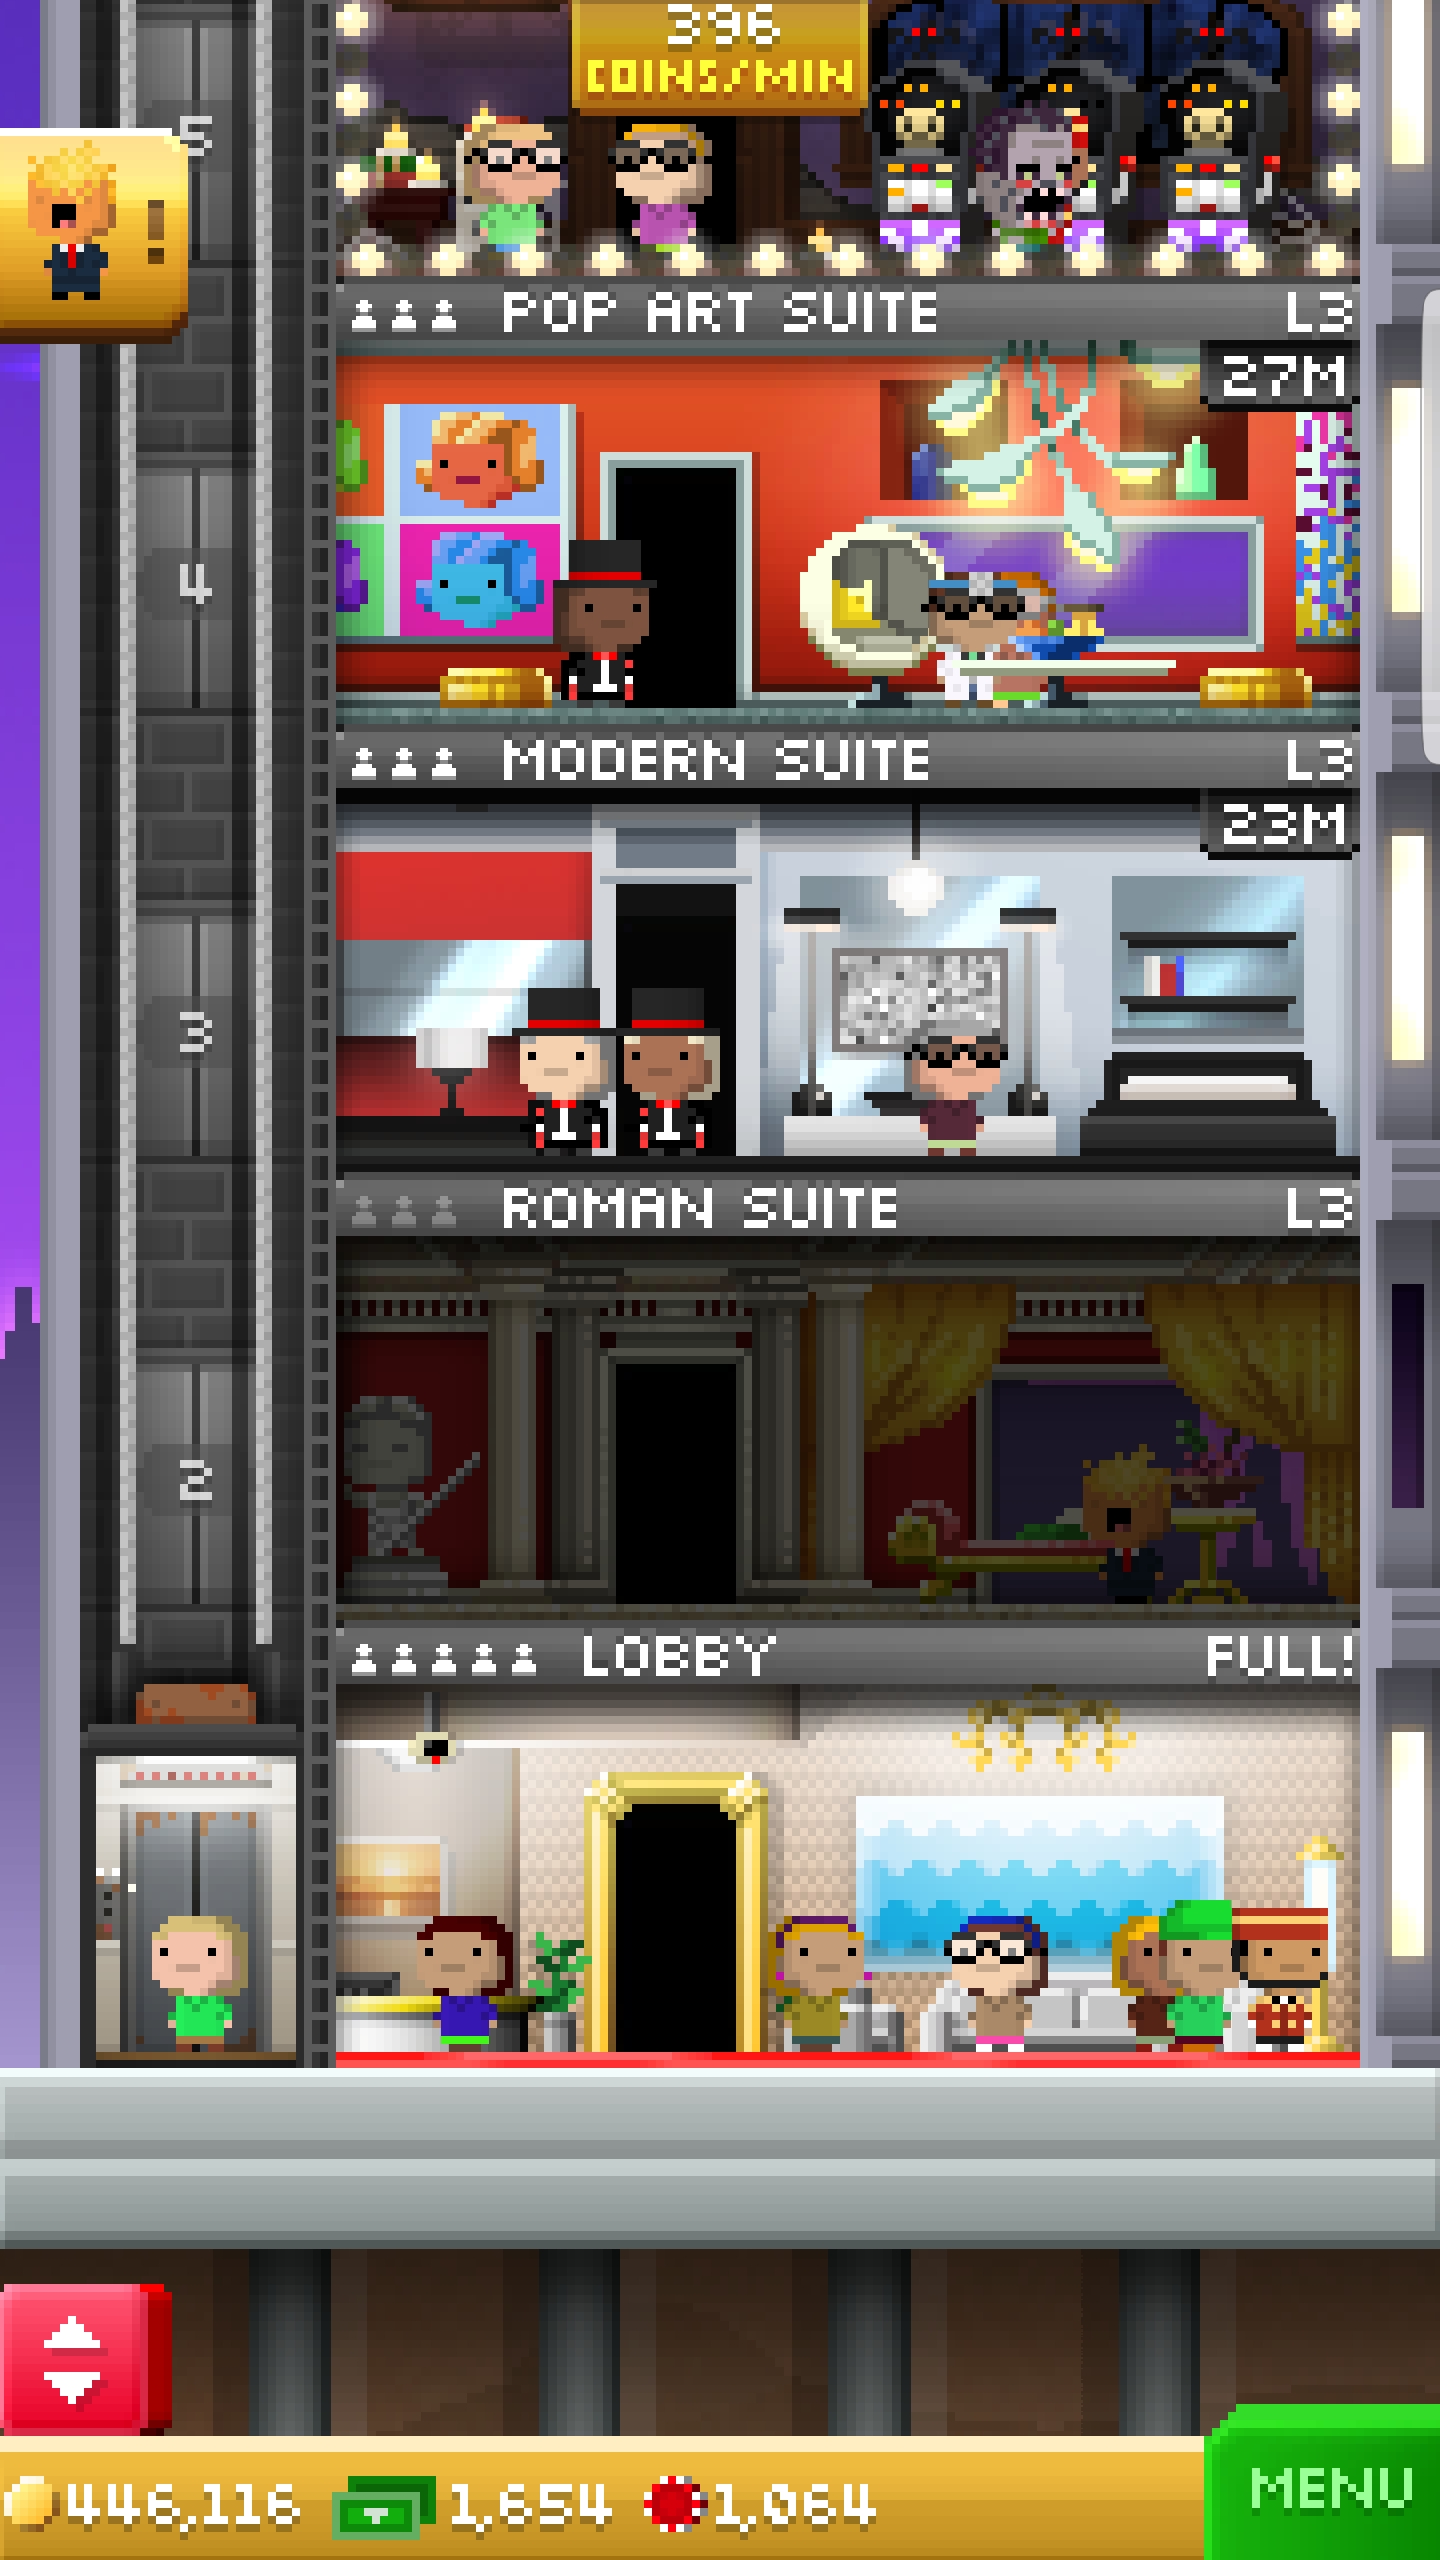 396
COINS/MIN
5
!
POP ART SUITE L3
27M
4
MODERN SUITE L3
23M
3
ROMAN SUITE L3
2
LOBBY FULL!
446,116 1,654 1,064
MENU